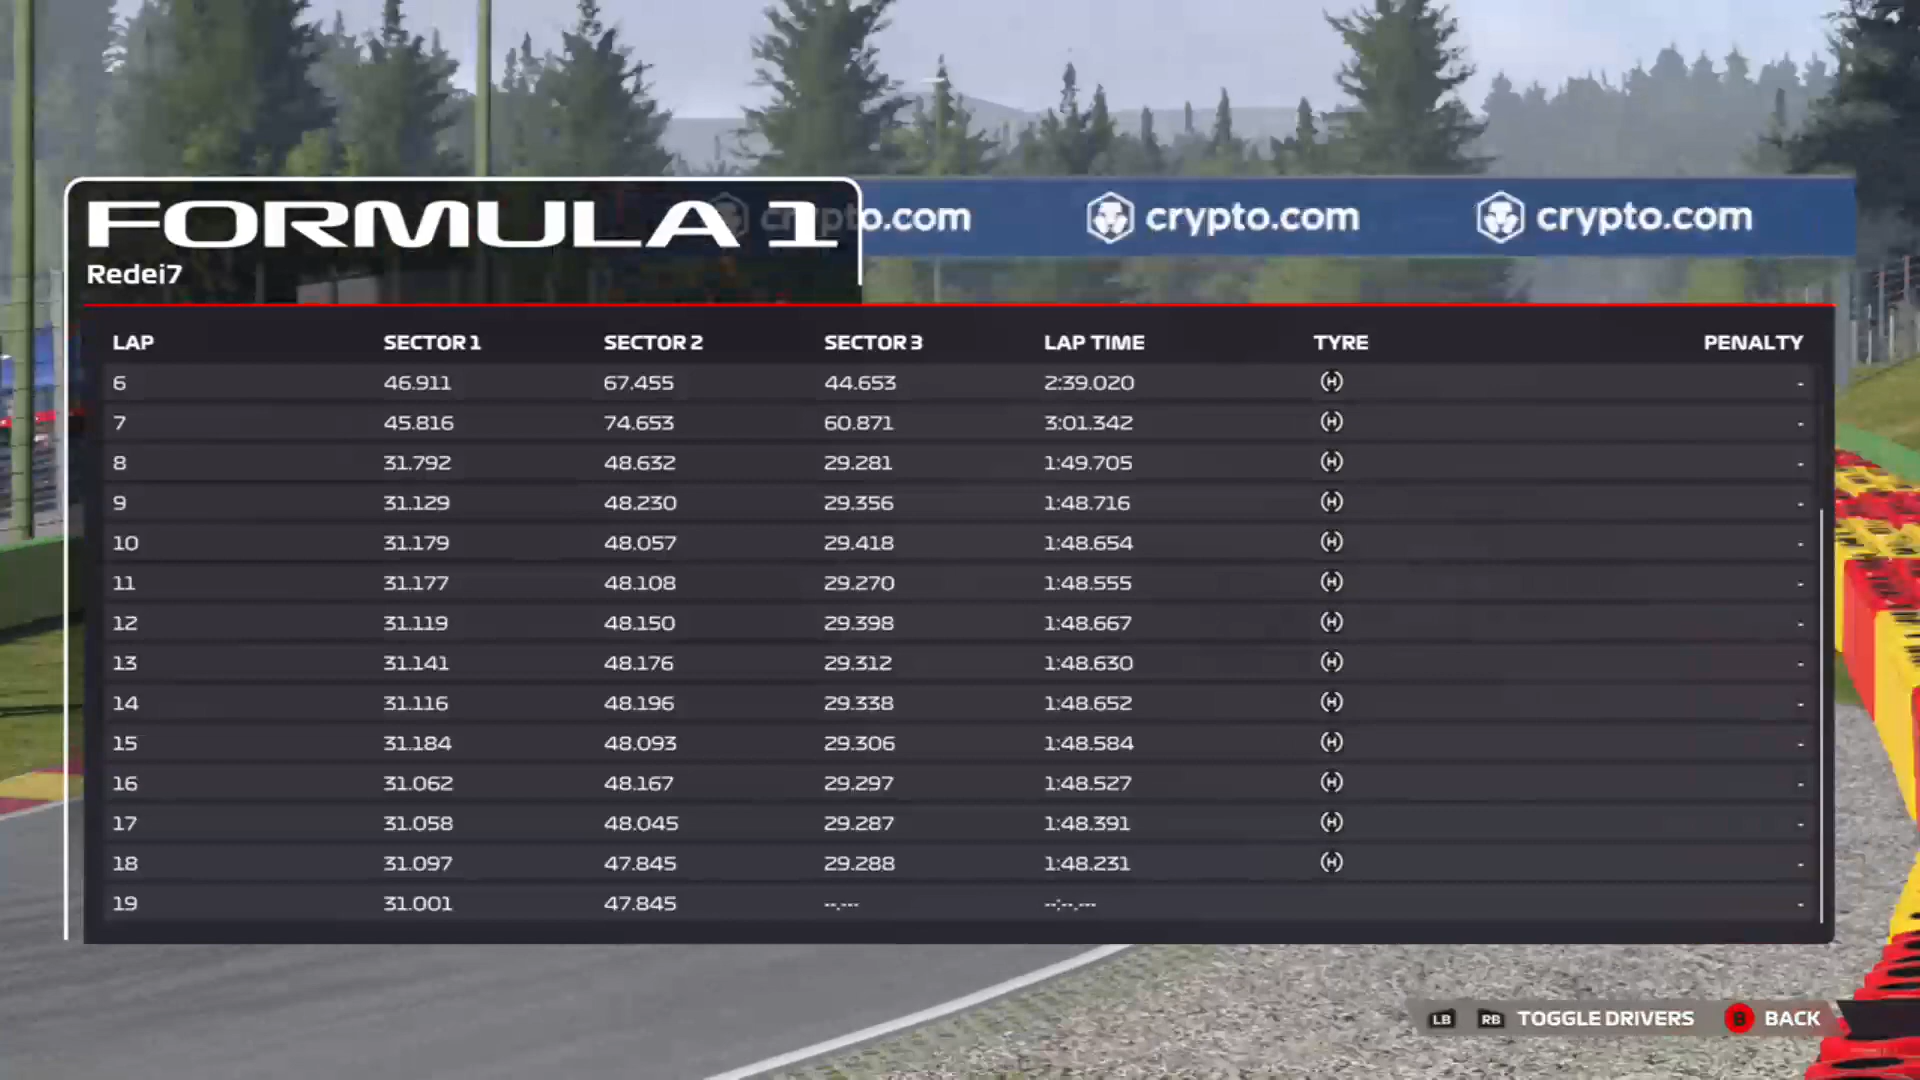 FORMULA 1
crypto.com crypto.com crypto.com
Redei7
LAP SECTOR 1 SECTOR 2 SECTOR 3 LAP TIME TYRE PENALTY
6 46.911 67.455 44.653 2:39.020 (H) -
7 45.816 74.653 60.871 3:01.342 (H) -
8 31.792 48.632 29.281 1:49.705 (H) -
9 31.129 48.230 29.356 1:48.716 (H) -
10 31.179 48.057 29.418 1:48.654 (H) -
11 31.177 48.108 29.270 1:48.555 (H) -
12 31.119 48.150 29.398 1:48.667 (H) -
13 31.141 48.176 29.312 1:48.630 (H) -
14 31.116 48.196 29.338 1:48.652 (H) -
15 31.184 48.093 29.306 1:48.584 (H) -
16 31.062 48.167 29.297 1:48.527 (H) -
17 31.058 48.045 29.287 1:48.391 (H) -
18 31.097 47.845 29.288 1:48.231 (H) -
19 31.001 47.845 --.--- --:--.--- -
LB RB TOGGLE DRIVERS B BACK